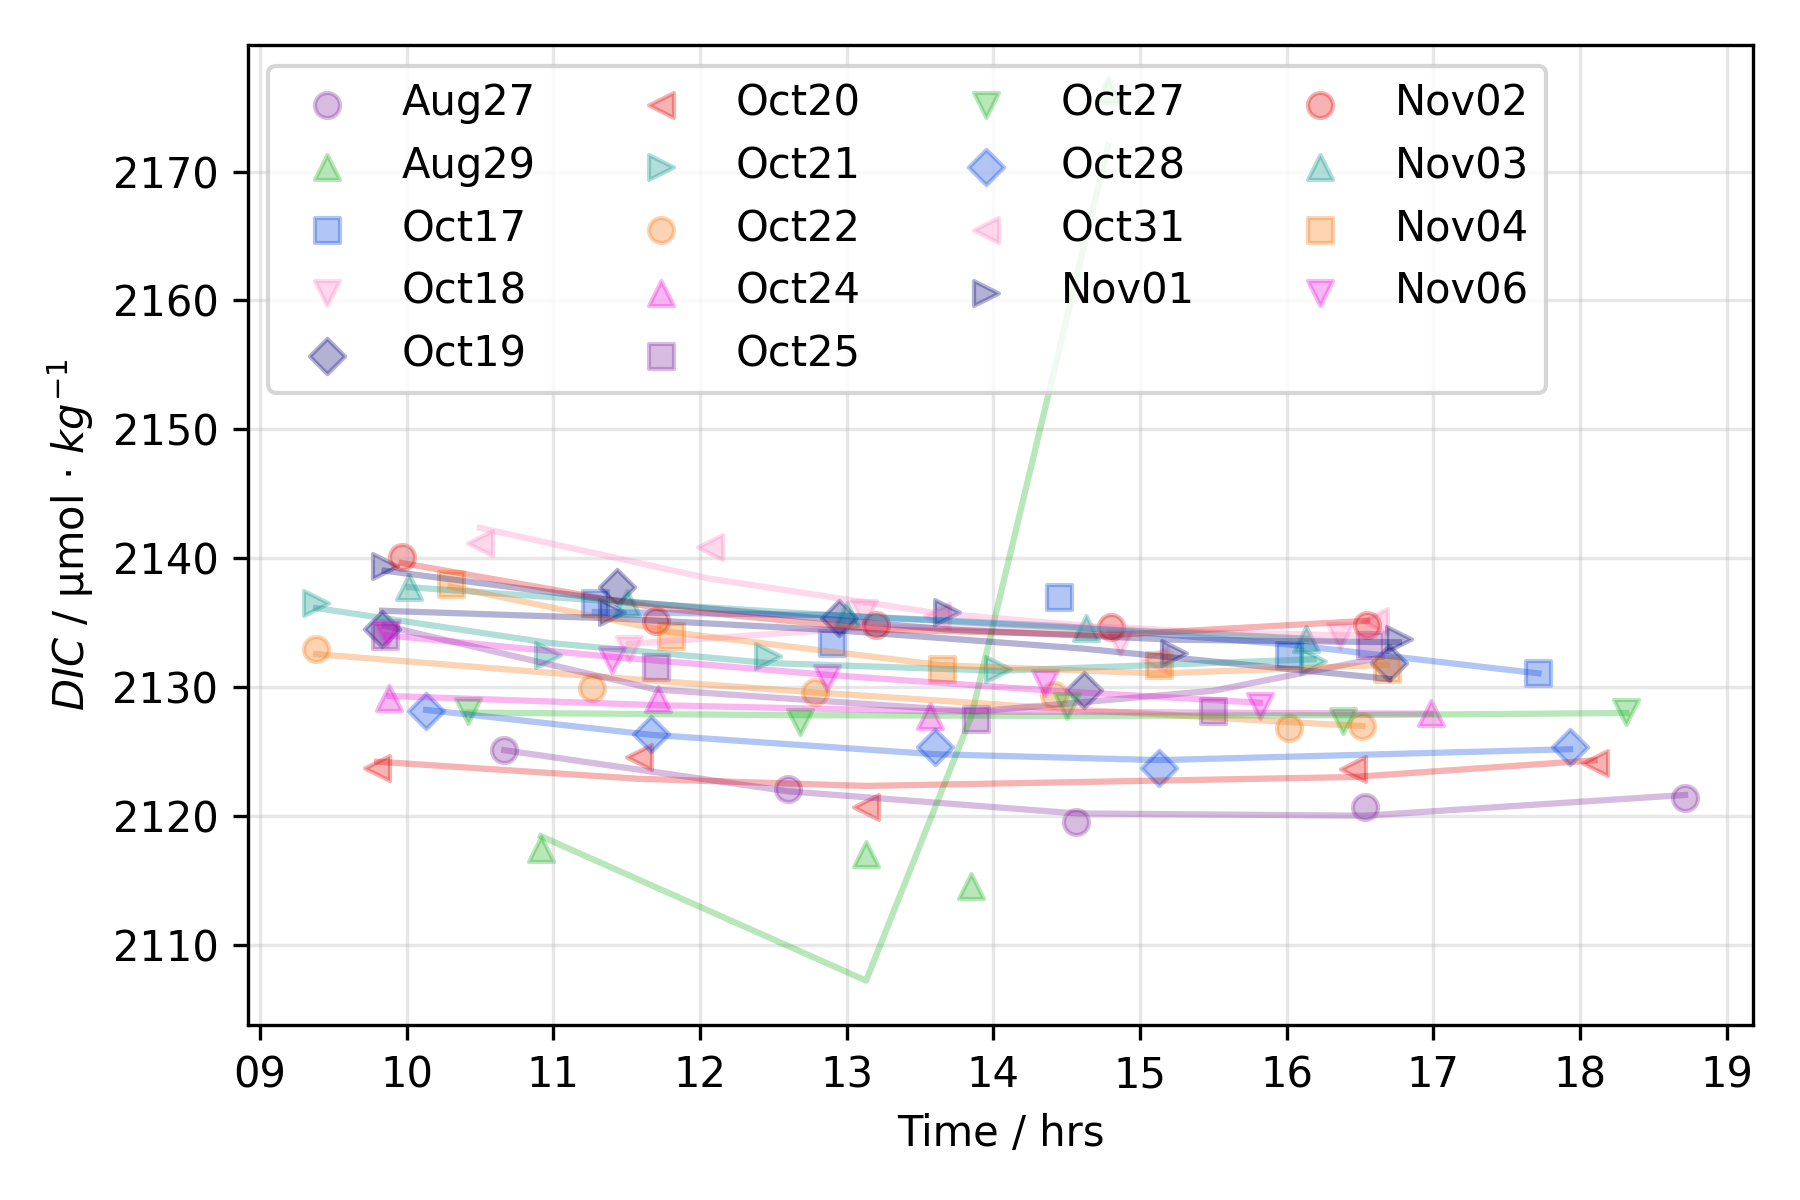 Aug27
Aug29
Oct17
Oct18
Oct19
Oct20
Oct21
Oct22
Oct24
Oct25
Oct27
Oct28
Oct31
Nov01
Nov02
Nov03
Nov04
Nov06
2170
2160
2150
2140
2130
2120
2110
DIC / µmol · kg⁻¹
09 10 11 12 13 14 15 16 17 18 19
Time / hrs